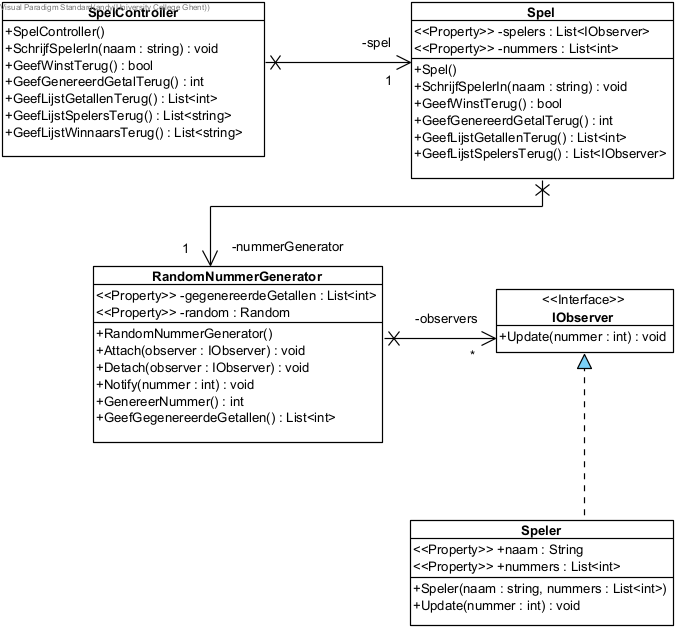 Visual Paradigm Standard(andy(University College Ghent))
SpelController
+SpelController()
+SchrijfSpelerIn(naam : string) : void
+GeefWinstTerug() : bool
+GeefGenereerdGetalTerug() : int
+GeefLijstGetallenTerug() : List<int>
+GeefLijstSpelersTerug() : List<string>
+GeefLijstWinnaarsTerug() : List<string>
-spel
1
Spel
<<Property>> -spelers : List<IObserver>
<<Property>> -nummers : List<int>
+Spel()
+SchrijfSpelerIn(naam : string) : void
+GeefWinstTerug() : bool
+GeefGenereerdGetalTerug() : int
+GeefLijstGetallenTerug() : List<int>
+GeefLijstSpelersTerug() : List<IObserver>
1
-nummerGenerator
RandomNummerGenerator
<<Property>> -gegenereerdeGetallen : List<int>
<<Property>> -random : Random
+RandomNummerGenerator()
+Attach(observer : IObserver) : void
+Detach(observer : IObserver) : void
+Notify(nummer : int) : void
+GenereerNummer() : int
+GeefGegenereerdeGetallen() : List<int>
-observers
*
<<Interface>>
IObserver
+Update(nummer : int) : void
Speler
<<Property>> +naam : String
<<Property>> +nummers : List<int>
+Speler(naam : string, nummers : List<int>)
+Update(nummer : int) : void